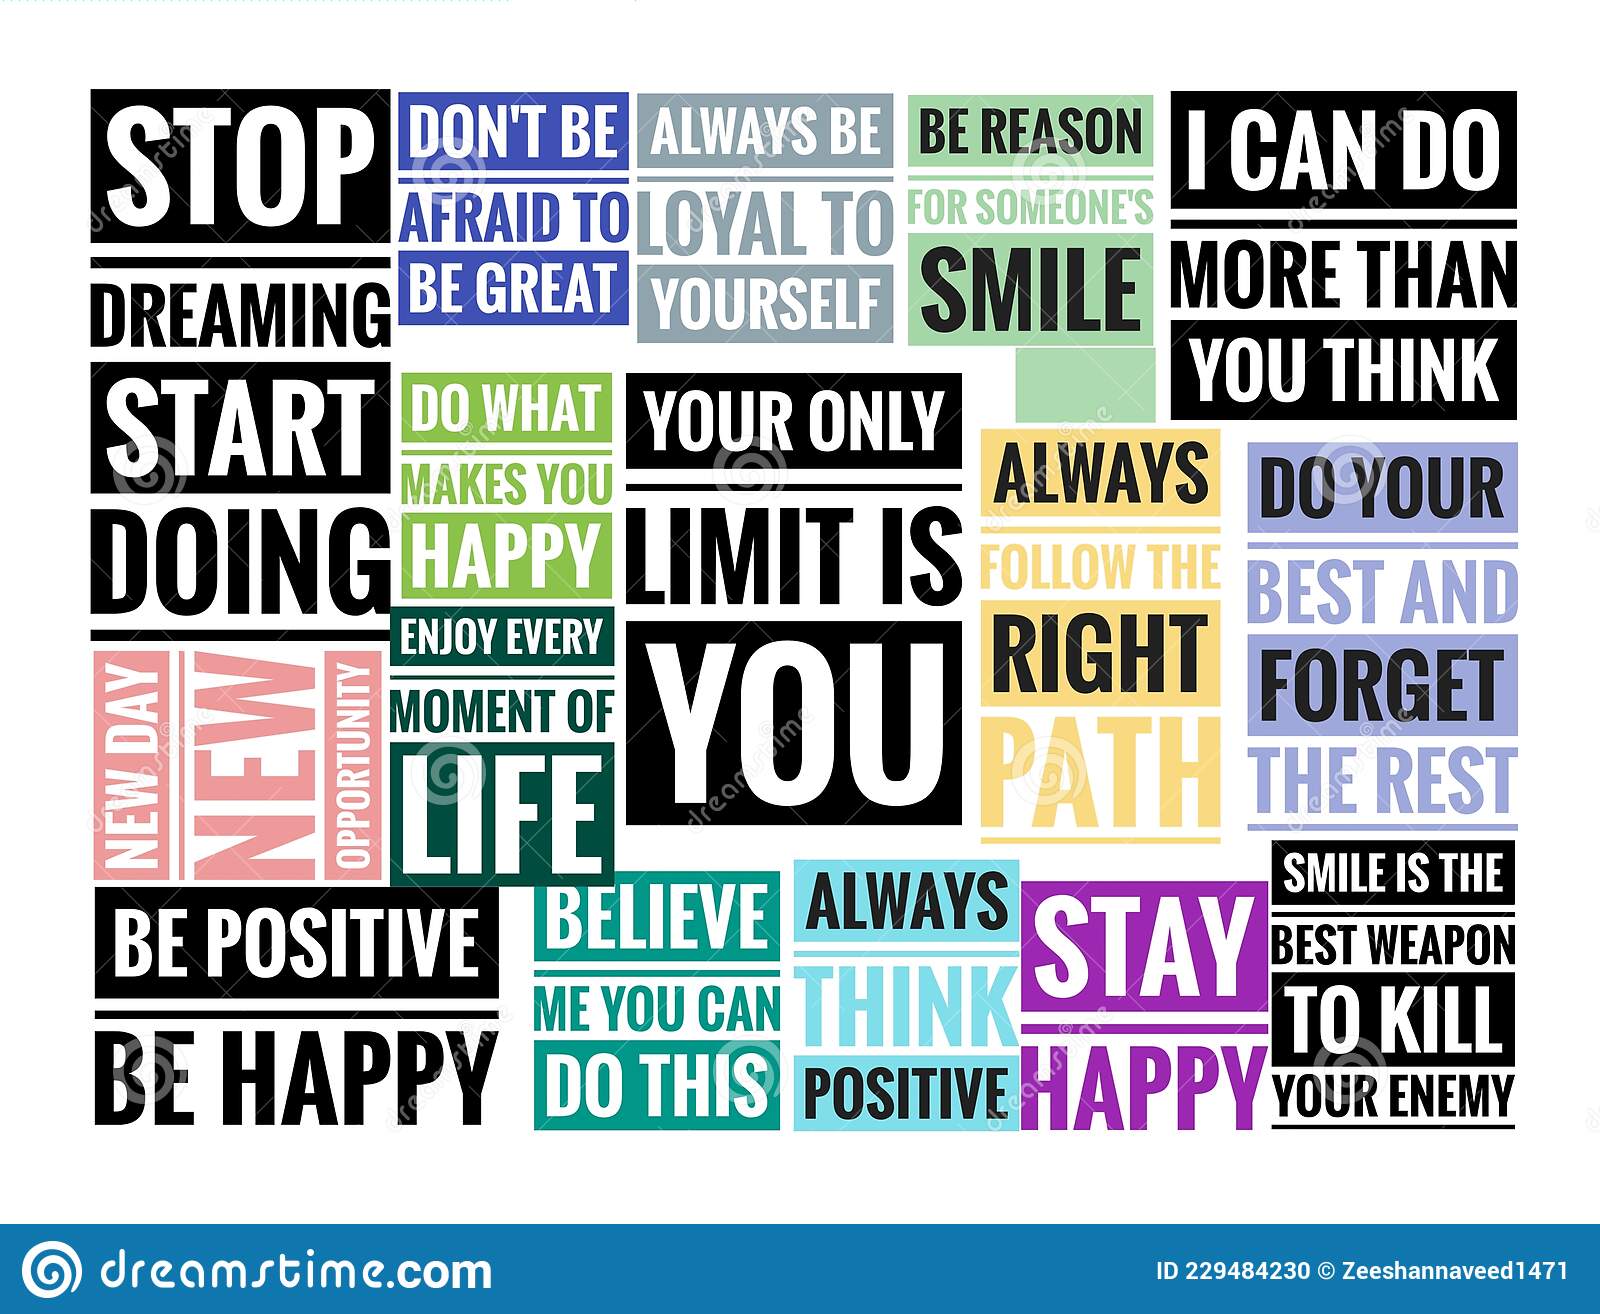 STOP
DREAMING
START
DOING
DON'T BE
AFRAID TO
BE GREAT
ALWAYS BE
LOYAL TO
YOURSELF
BE REASON
FOR SOMEONE'S
SMILE
I CAN DO
MORE THAN
YOU THINK
DO WHAT
MAKES YOU
HAPPY
YOUR ONLY
LIMIT IS
YOU
ALWAYS
FOLLOW THE
RIGHT
PATH
DO YOUR
BEST AND
FORGET
THE REST
NEW DAY
NEW
OPPORTUNITY
ENJOY EVERY
MOMENT OF
LIFE
BE POSITIVE
BE HAPPY
BELIEVE
ME YOU CAN
DO THIS
ALWAYS
THINK
POSITIVE
STAY
HAPPY
SMILE IS THE
BEST WEAPON
TO KILL
YOUR ENEMY
dreamstime.com
ID 229484230 © Zeeshannaveed1471